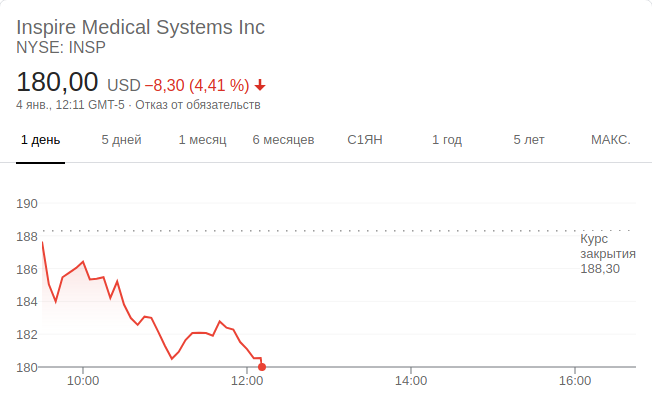 Inspire Medical Systems Inc
NYSE: INSP
180,00 USD −8,30 (4,41 %)
4 янв., 12:11 GMT-5 · Отказ от обязательств
1 день 5 дней 1 месяц 6 месяцев С1ЯН 1 год 5 лет МАКС.
190
188
Курс
закрытия
188,30
186
184
182
180
10:00 12:00 14:00 16:00